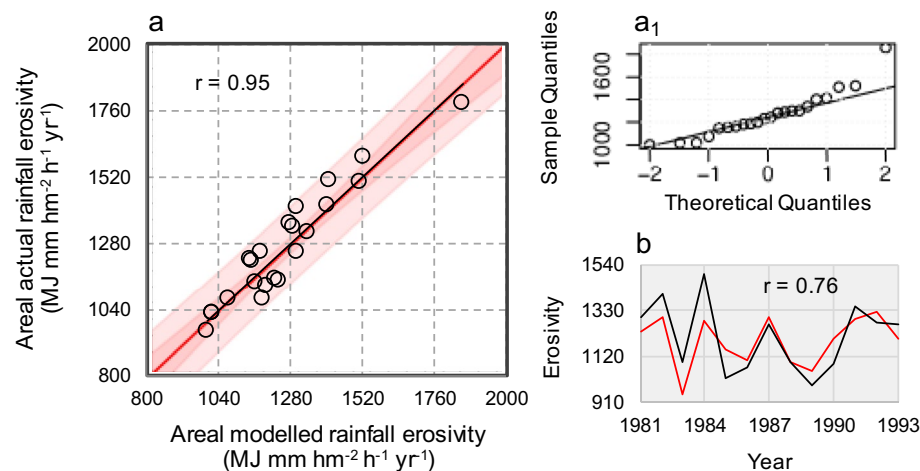 a
r = 0.95
2000
1760
1520
1280
1040
800
800 1040 1280 1520 1760 2000
Areal actual rainfall erosivity
(MJ mm hm-2 h-1 yr-1)
Areal modelled rainfall erosivity
(MJ mm hm-2 h-1 yr-1)
a1
Sample Quantiles
1600
1000
-2 -1 0 1 2
Theoretical Quantiles
b
r = 0.76
Erosivity
1540
1330
1120
910
1981 1984 1987 1990 1993
Year